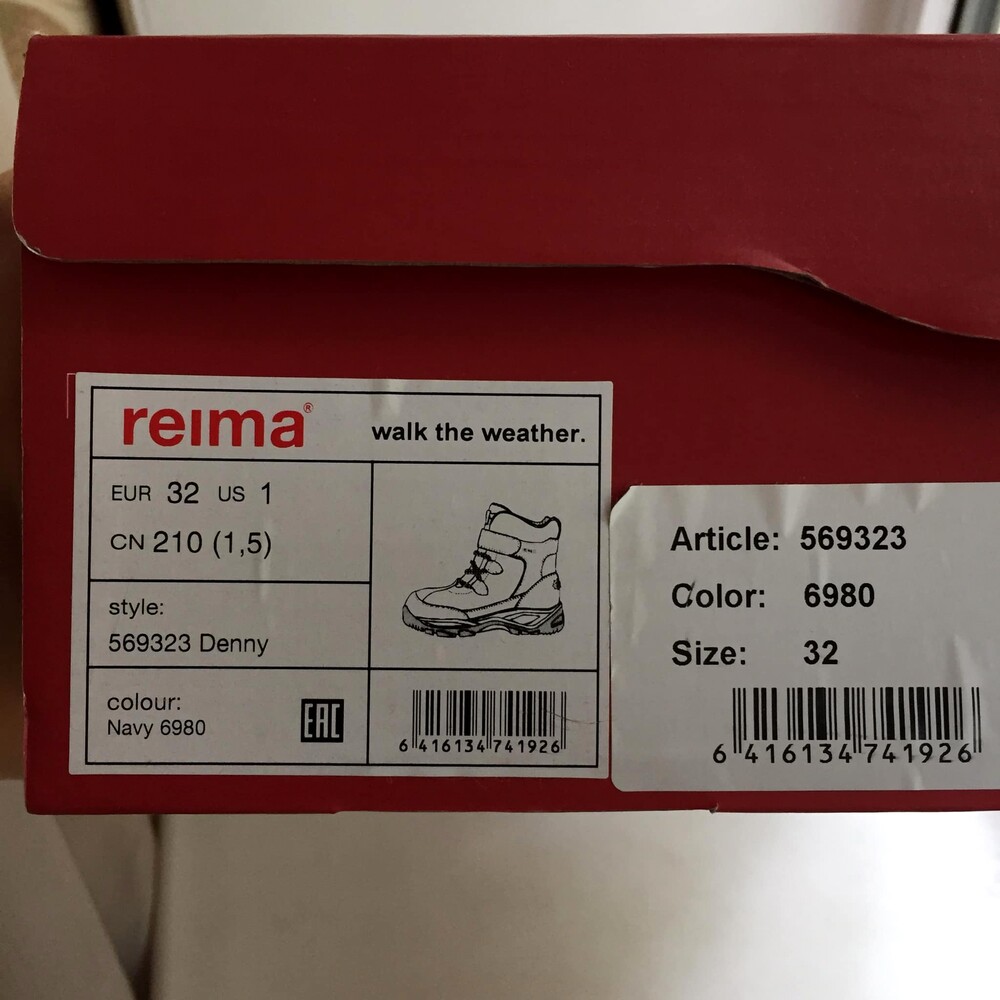 reima®
walk the weather.
EUR 32 US 1
CN 210 (1,5)
style:
569323 Denny
colour:
Navy 6980
EAC
6 416134 741926
Article: 569323
Color: 6980
Size: 32
6 416134 741926